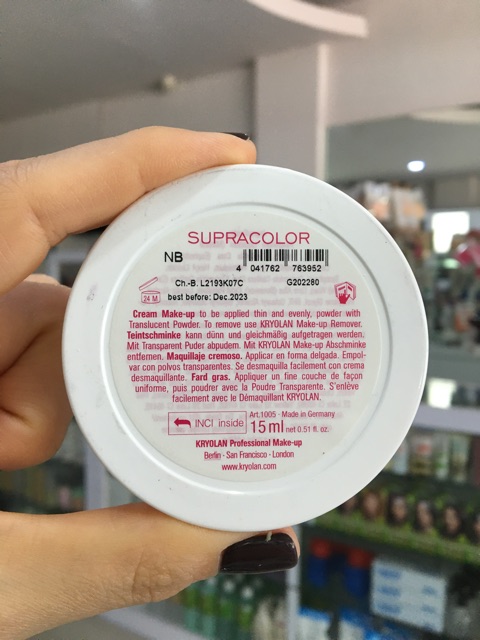 SUPRACOLOR
NB
4 041762 763952
Ch.-B. L2193K07C G202280
24 M
best before: Dec.2023
Cream Make-up to be applied thin and evenly, powder with
Translucent Powder. To remove use KRYOLAN Make-up Remover.
Teintschminke kann dünn und gleichmäßig aufgetragen werden.
Mit Transparent Puder abpudern. Mit KRYOLAN Make-up Abschminke
entfernen. Maquillaje cremoso. Applicar en forma delgada. Empol-
var con polvos transparentes. Se desmaquilla facilmente con crema
desmaquillante. Fard gras. Appliquer un fine couche de façon
uniforme, puis poudrer avec la Poudre Transparente. S'enlève
facilement avec le Démaquillant KRYOLAN.
INCI inside
Art.1005 · Made in Germany
15 ml net 0.51 fl. oz.
KRYOLAN Professional Make-up
Berlin · San Francisco · London
www.kryolan.com